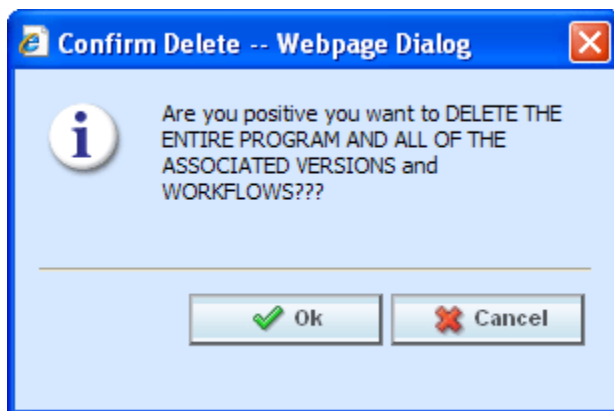 Confirm Delete -- Webpage Dialog
Are you positive you want to DELETE THE
ENTIRE PROGRAM AND ALL OF THE
ASSOCIATED VERSIONS and
WORKFLOWS???
Ok
Cancel